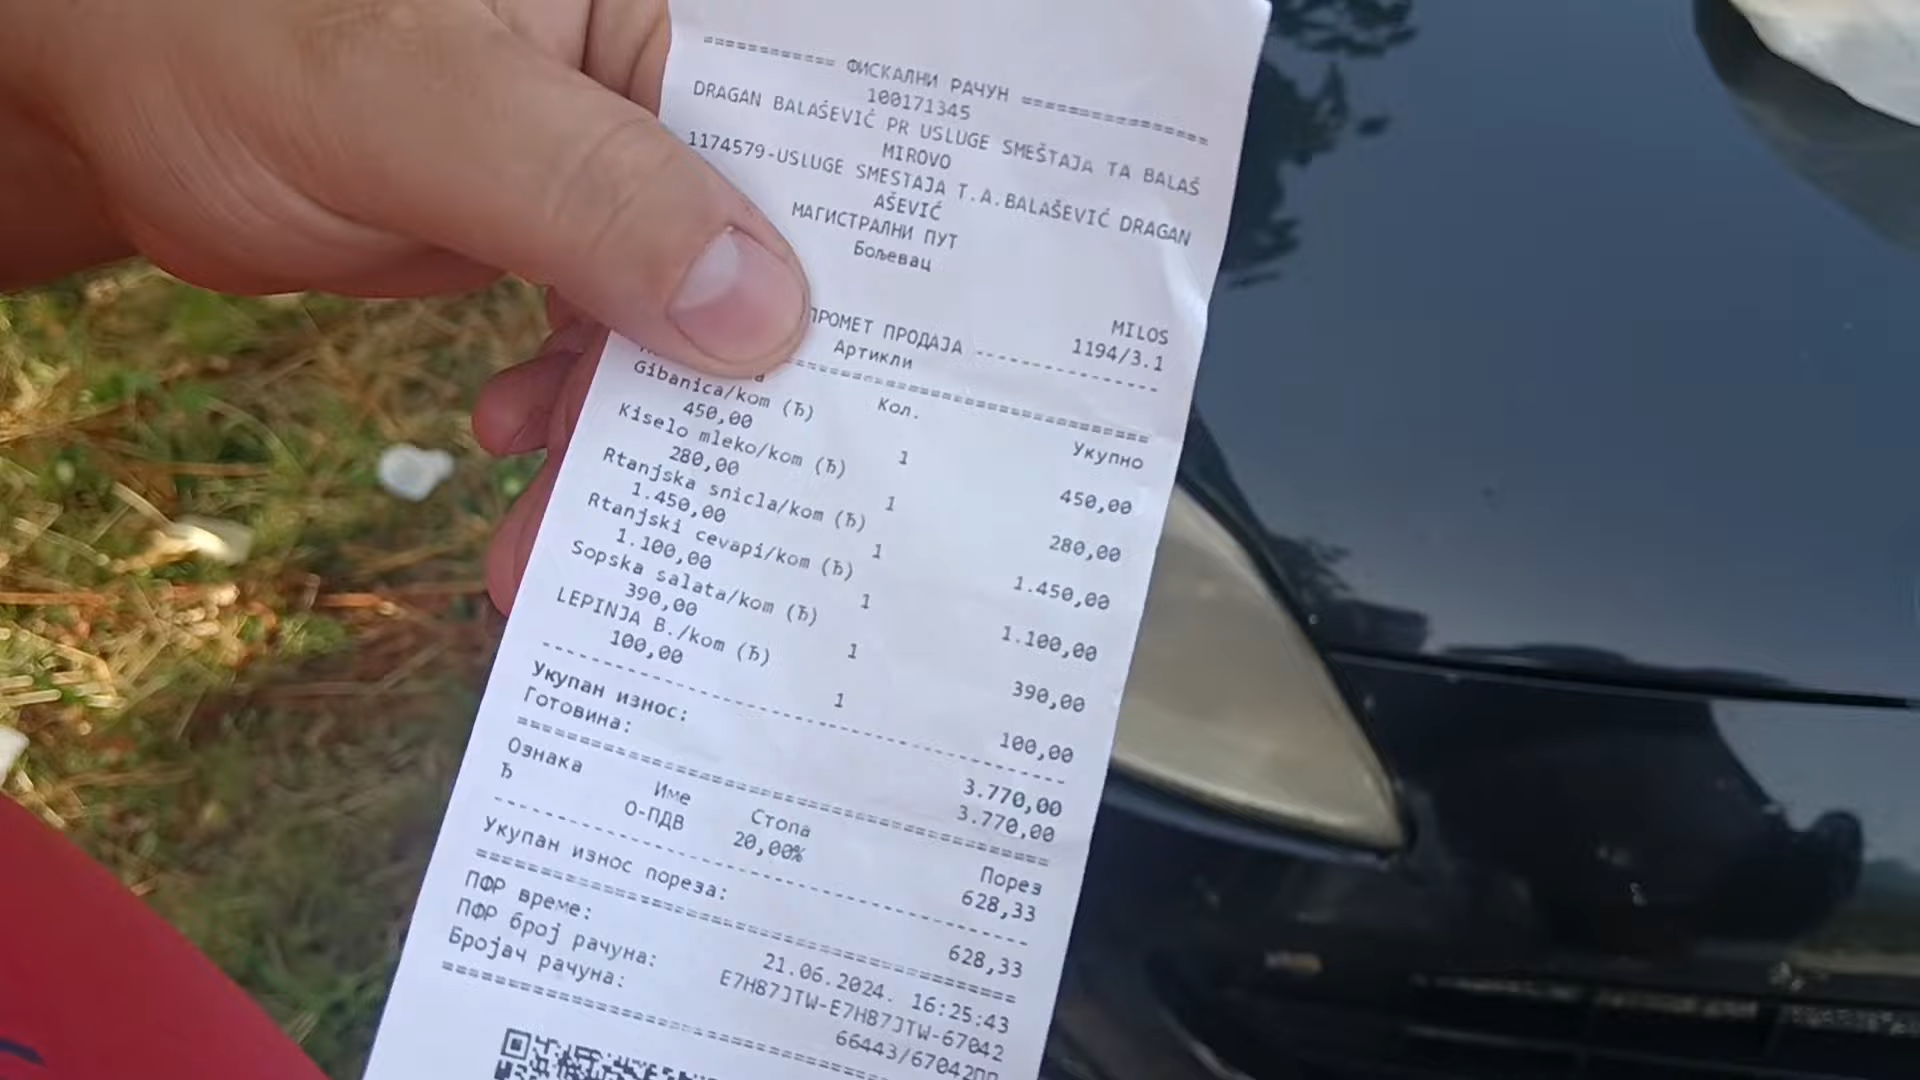 ============ ФИСКАЛНИ РАЧУН =================
100171345
DRAGAN BALAŠEVIĆ PR USLUGE SMEŠTAJA TA BALAŠ
MIROVO
1174579-USLUGE SMESTAJA T.A.BALAŠEVIĆ DRAGAN
AŠEVIĆ
МАГИСТРАЛНИ ПУТ
Бољевац
MILOS
1194/3.1
ПРОМЕТ ПРОДАЈА ----------------
Артикли
================================
Кол. Укупно
Gibanica/kom (Ђ)
450,00 1 450,00
Kiselo mleko/kom (Ђ)
280,00 1 280,00
Rtanjska snicla/kom (Ђ)
1.450,00 1 1.450,00
Rtanjski cevapi/kom (Ђ)
1.100,00 1 1.100,00
Sopska salata/kom (Ђ)
390,00 1 390,00
LEPINJA B./kom (Ђ)
100,00 1 100,00
------------------------------------------------
Укупан износ: 3.770,00
Готовина: 3.770,00
================================================
Ознака Име Стопа Порез
Ђ О-ПДВ 20,00% 628,33
------------------------------------------------
Укупан износ пореза: 628,33
================================================
ПФР време: 21.06.2024. 16:25:43
ПФР број рачуна: E7H87JTW-E7H87JTW-67042
Бројач рачуна: 66443/67042ПП
================================================